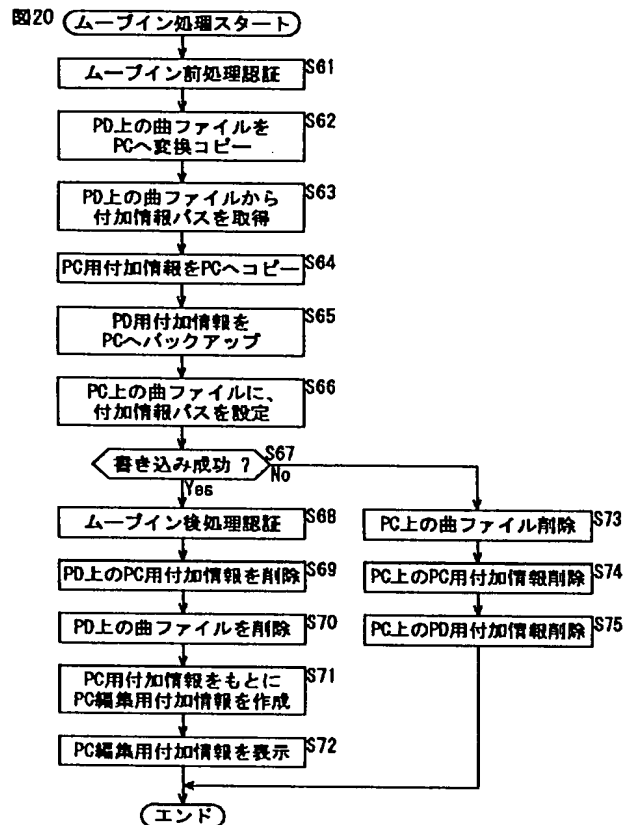 図20
ムーブイン処理スタート
ムーブイン前処理認証
S61
PD上の曲ファイルを
PCへ変換コピー
S62
PD上の曲ファイルから
付加情報パスを取得
S63
PC用付加情報をPCへコピー
S64
PD用付加情報を
PCへバックアップ
S65
PC上の曲ファイルに、
付加情報パスを設定
S66
書き込み成功 ?
S67
No
Yes
ムーブイン後処理認証
S68
PD上のPC用付加情報を削除
S69
PD上の曲ファイルを削除
S70
PC用付加情報をもとに
PC編集用付加情報を作成
S71
PC編集用付加情報を表示
S72
PC上の曲ファイル削除
S73
PC上のPC用付加情報削除
S74
PC上のPD用付加情報削除
S75
エンド